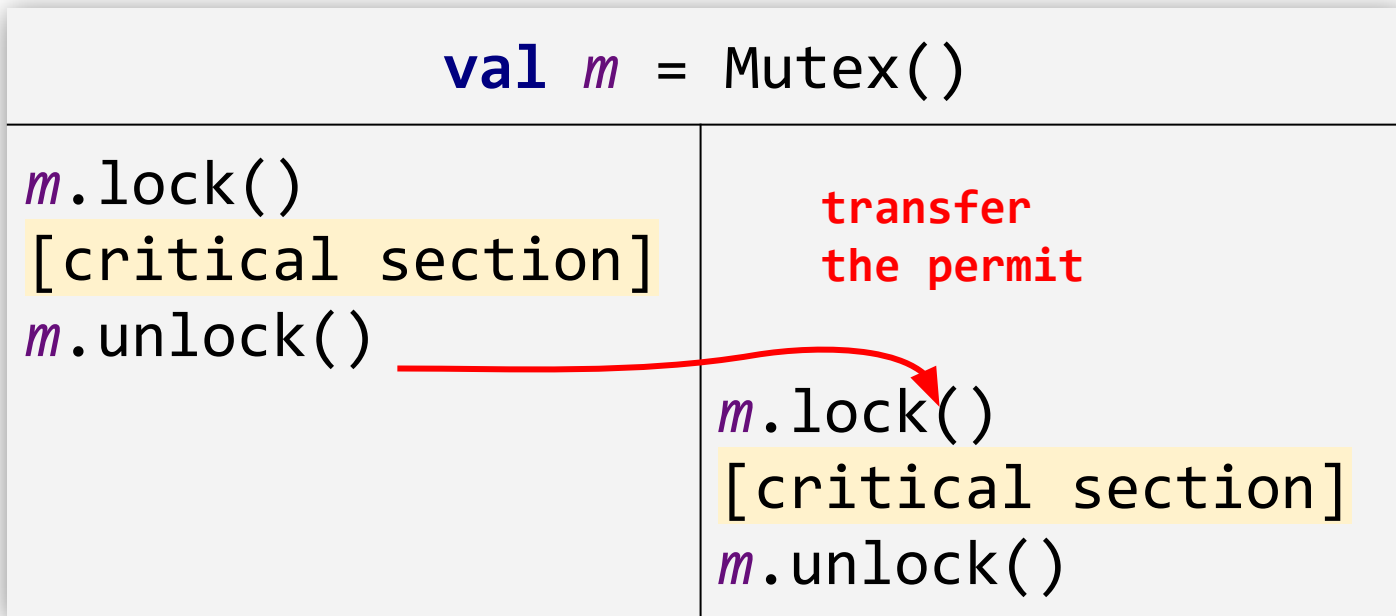 val m = Mutex()
m.lock()
[critical section]
m.unlock()
transfer
the permit
m.lock()
[critical section]
m.unlock()